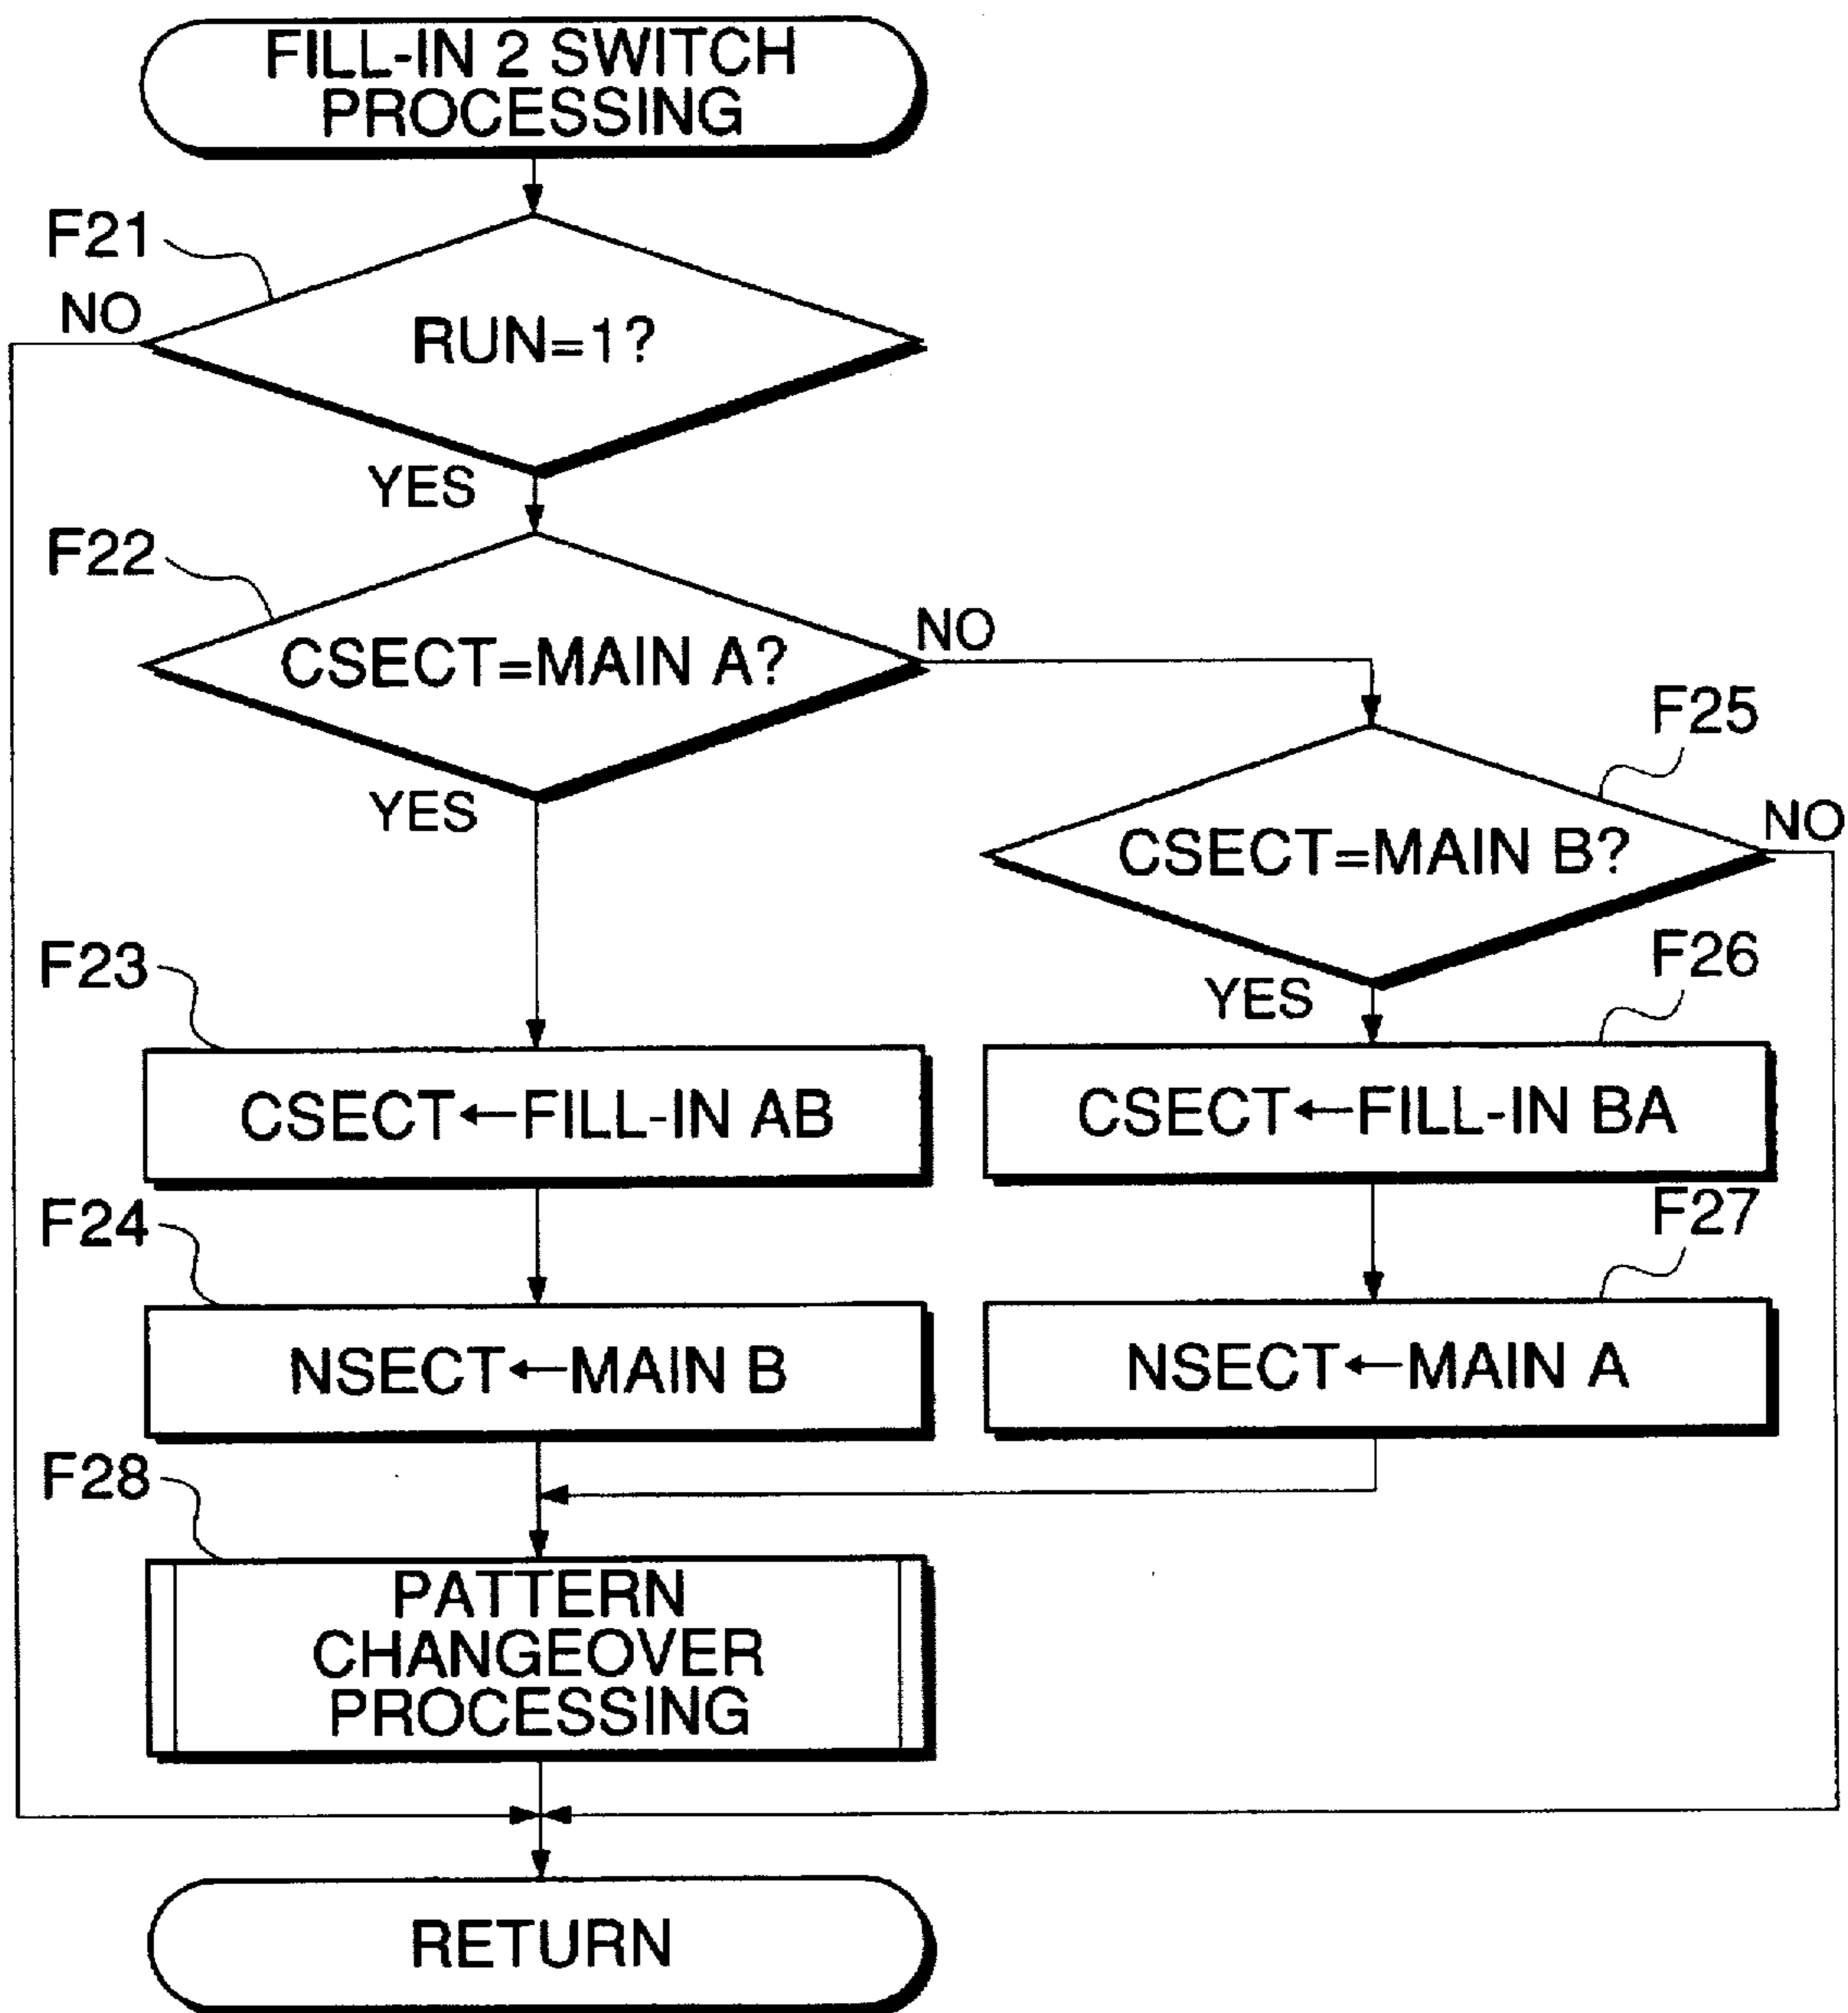 FILL-IN 2 SWITCH
PROCESSING
F21
NO
RUN=1?
YES
F22
CSECT=MAIN A?
NO
YES
F25
CSECT=MAIN B?
NO
YES
F23
CSECT←FILL-IN AB
F26
CSECT←FILL-IN BA
F24
NSECT←MAIN B
F27
NSECT←MAIN A
F28
PATTERN
CHANGEOVER
PROCESSING
RETURN